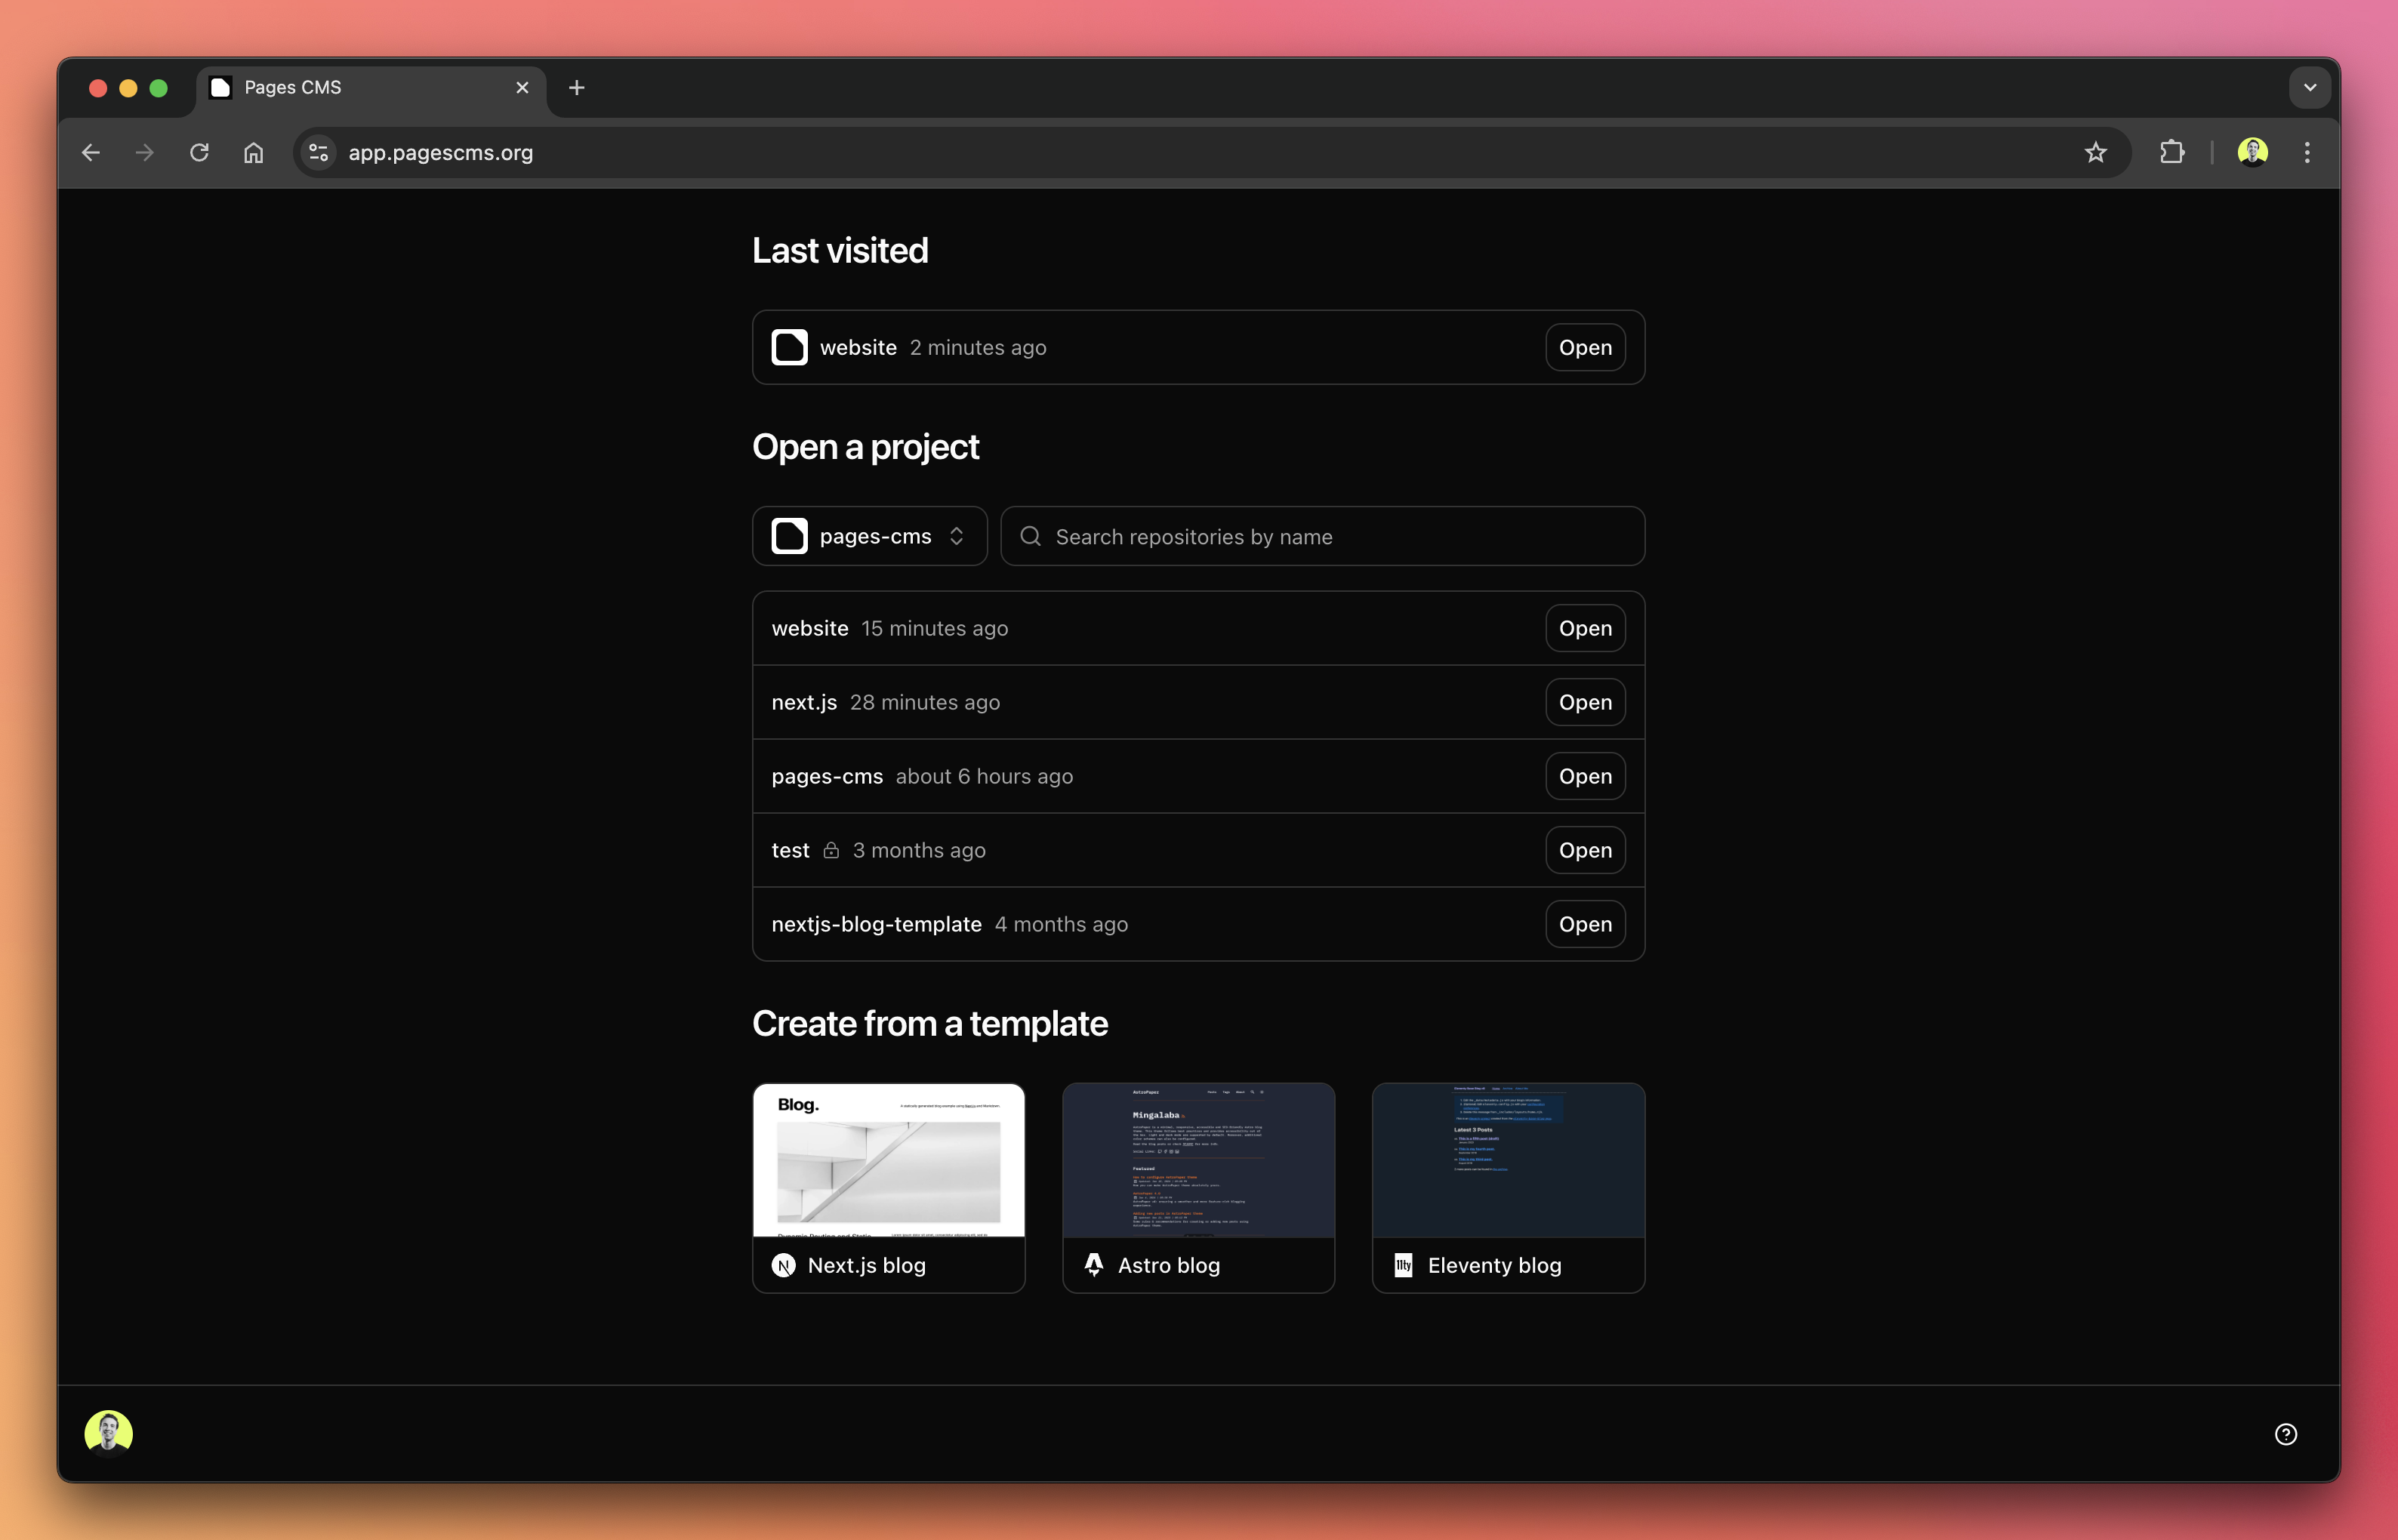 Pages CMS
app.pagescms.org
Last visited
website 2 minutes ago Open
Open a project
pages-cms Search repositories by name
website 15 minutes ago Open
next.js 28 minutes ago Open
pages-cms about 6 hours ago Open
test 3 months ago Open
nextjs-blog-template 4 months ago Open
Create from a template
Blog.
Mingalaba
Featured
Latest 3 Posts
N Next.js blog
Astro blog
11ty Eleventy blog